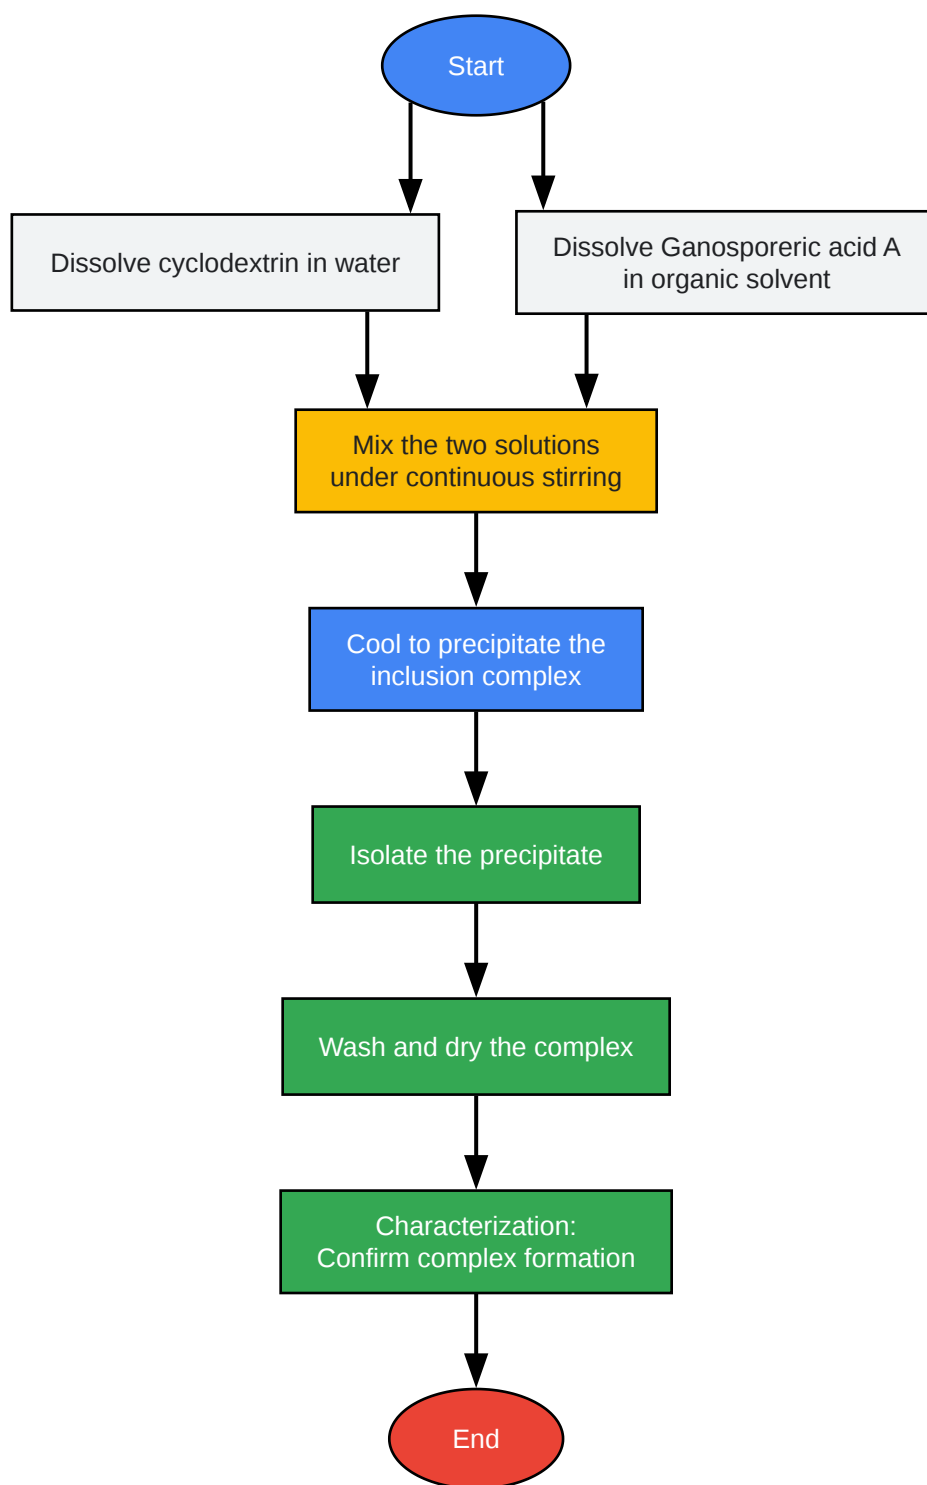 Start
Dissolve cyclodextrin in water
Dissolve Ganosporeric acid A
in organic solvent
Mix the two solutions
under continuous stirring
Cool to precipitate the
inclusion complex
Isolate the precipitate
Wash and dry the complex
Characterization:
Confirm complex formation
End